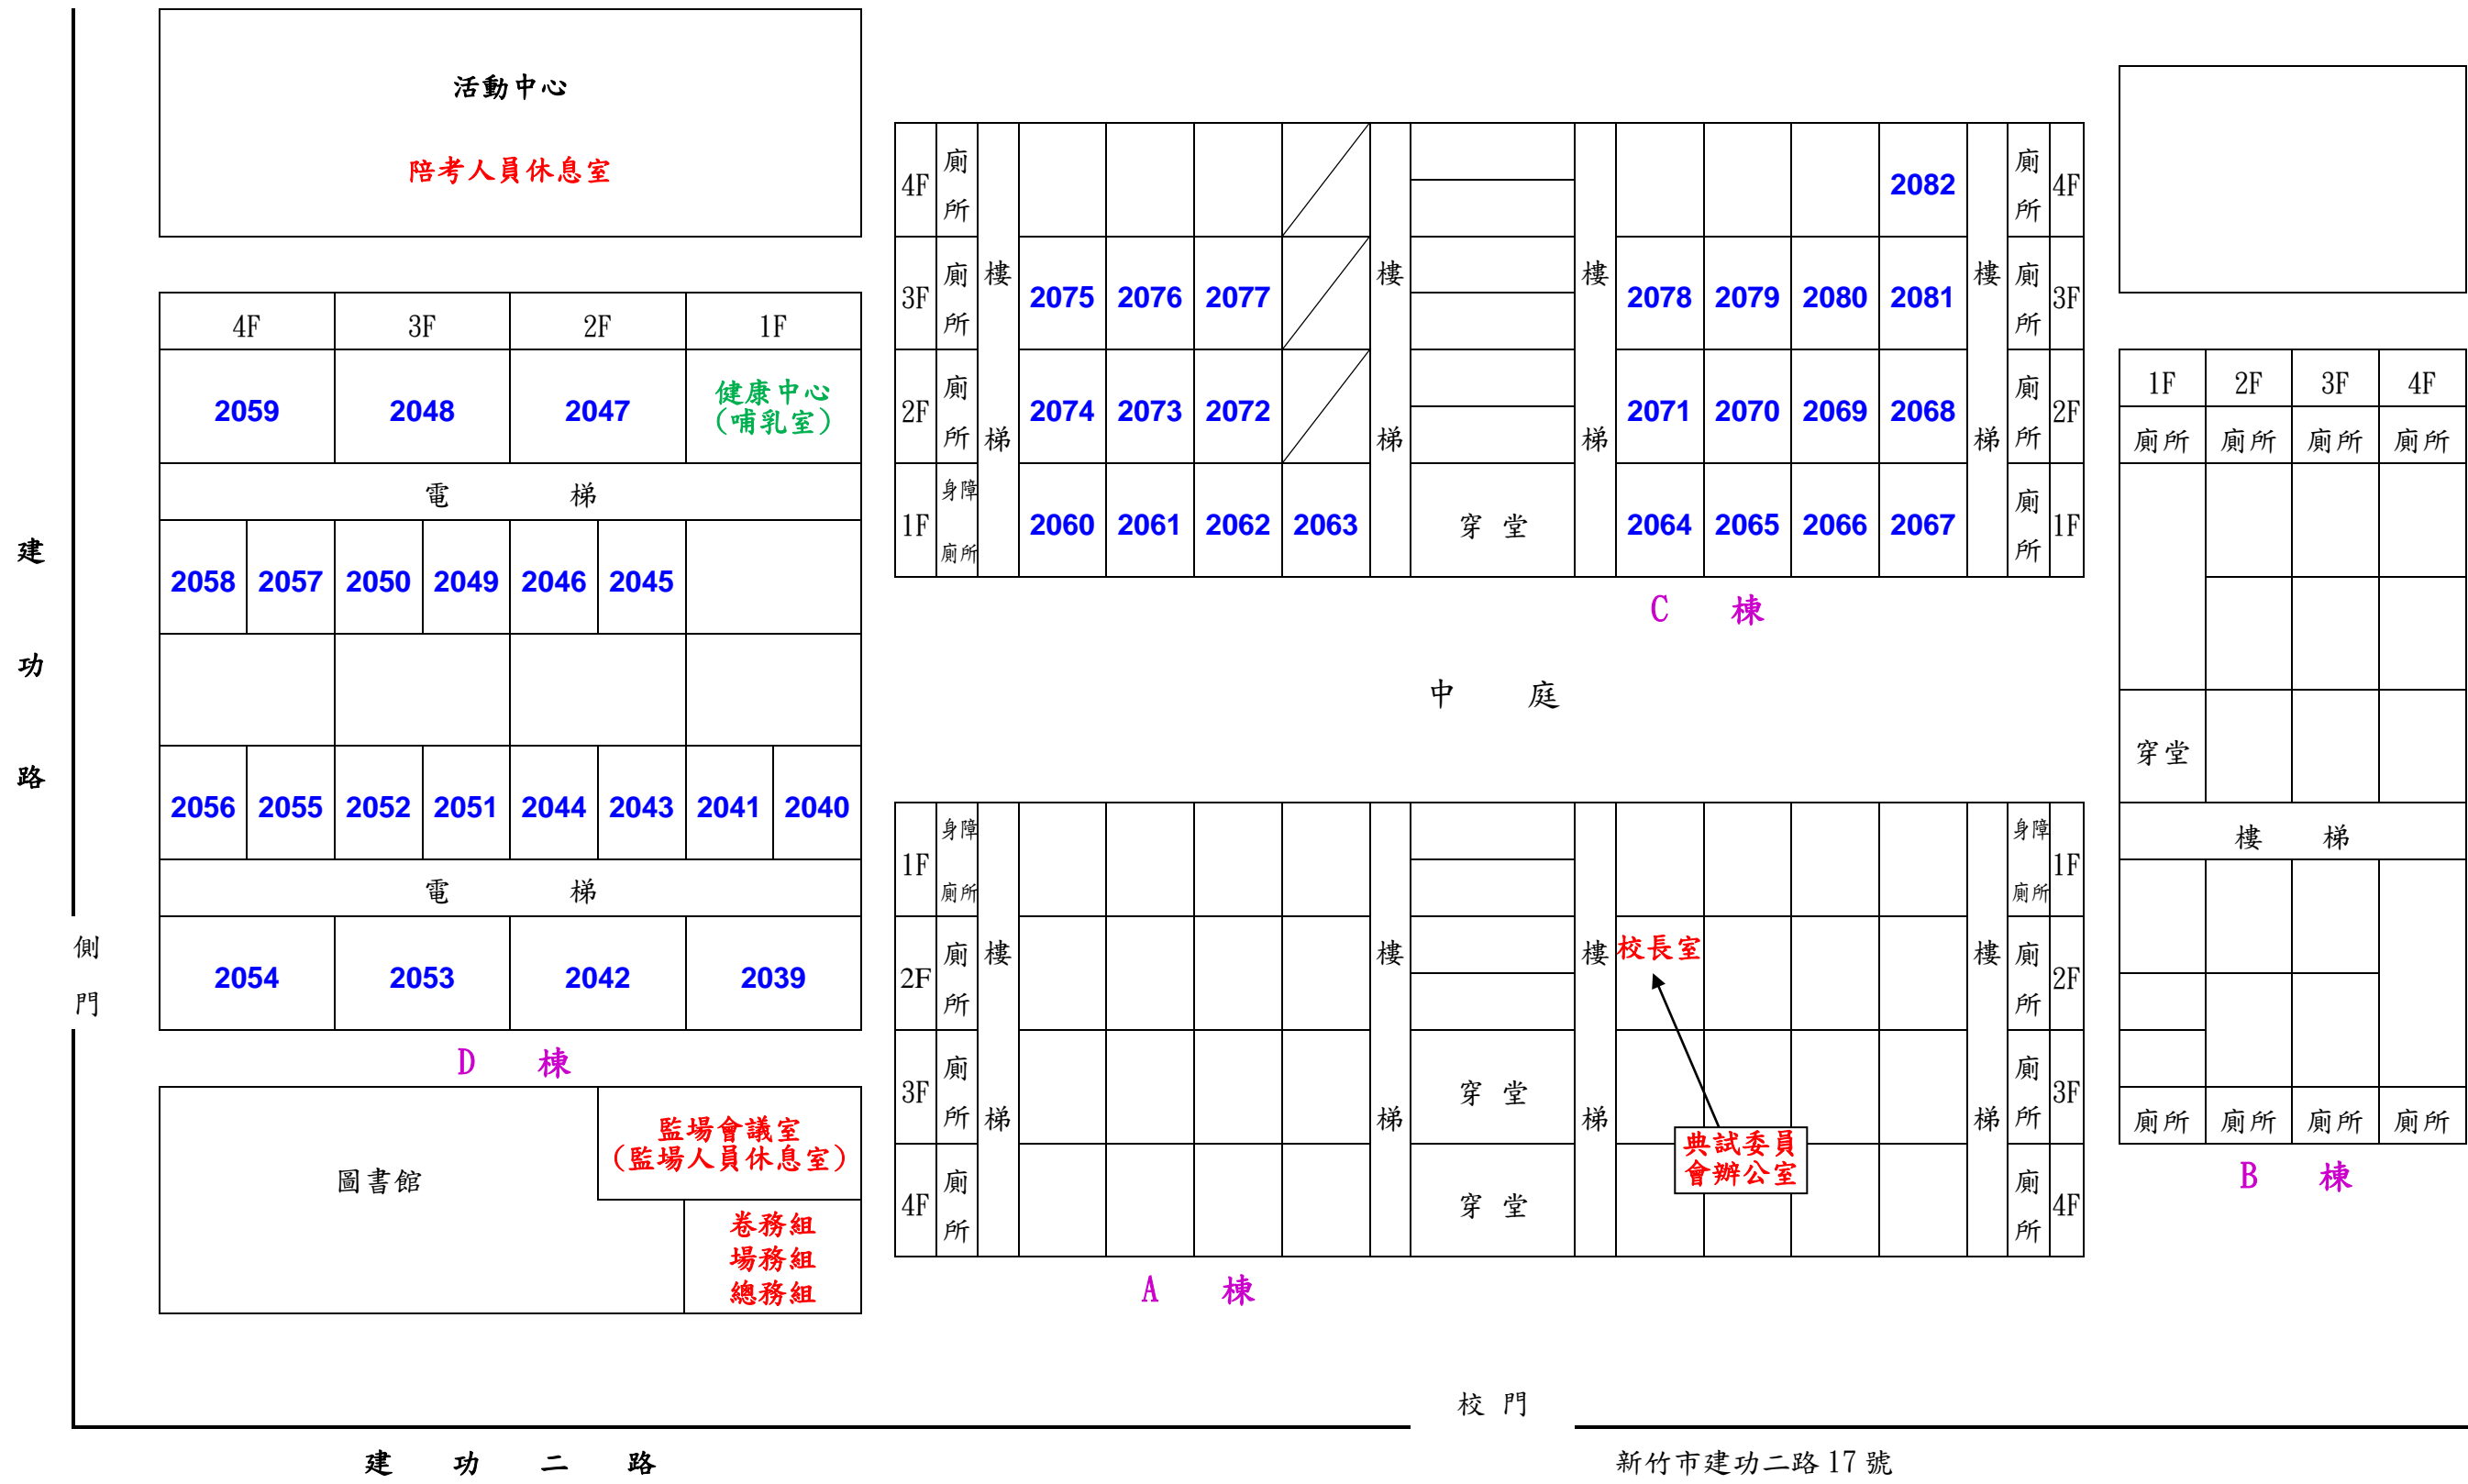 活動中心
陪考人員休息室
4F 3F 2F 1F
2059 2048 2047 健康中心
(哺乳室)
電 梯
2058 2057 2050 2049 2046 2045
2056 2055 2052 2051 2044 2043 2041 2040
電 梯
2054 2053 2042 2039
D 棟
圖書館
監場會議室
(監場人員休息室)
卷務組
場務組
總務組
建
功
路
側
門
4F 廁所 2082 廁所 4F
3F 廁所 樓 2075 2076 2077 樓 樓 2078 2079 2080 2081 樓 廁所 3F
2F 廁所 梯 2074 2073 2072 梯 梯 2071 2070 2069 2068 梯 廁所 2F
1F 身障廁所 2060 2061 2062 2063 穿堂 2064 2065 2066 2067 廁所 1F
C 棟
中 庭
1F 身障廁所 身障廁所 1F
2F 廁所 樓 樓 樓 校長室 樓 廁所 2F
3F 廁所 梯 梯 穿堂 梯 梯 廁所 3F
典試委員
會辦公室
4F 廁所 穿堂 廁所 4F
A 棟
1F 2F 3F 4F
廁所 廁所 廁所 廁所
穿堂
樓 梯
廁所 廁所 廁所 廁所
B 棟
校門
建 功 二 路
新竹市建功二路 17 號